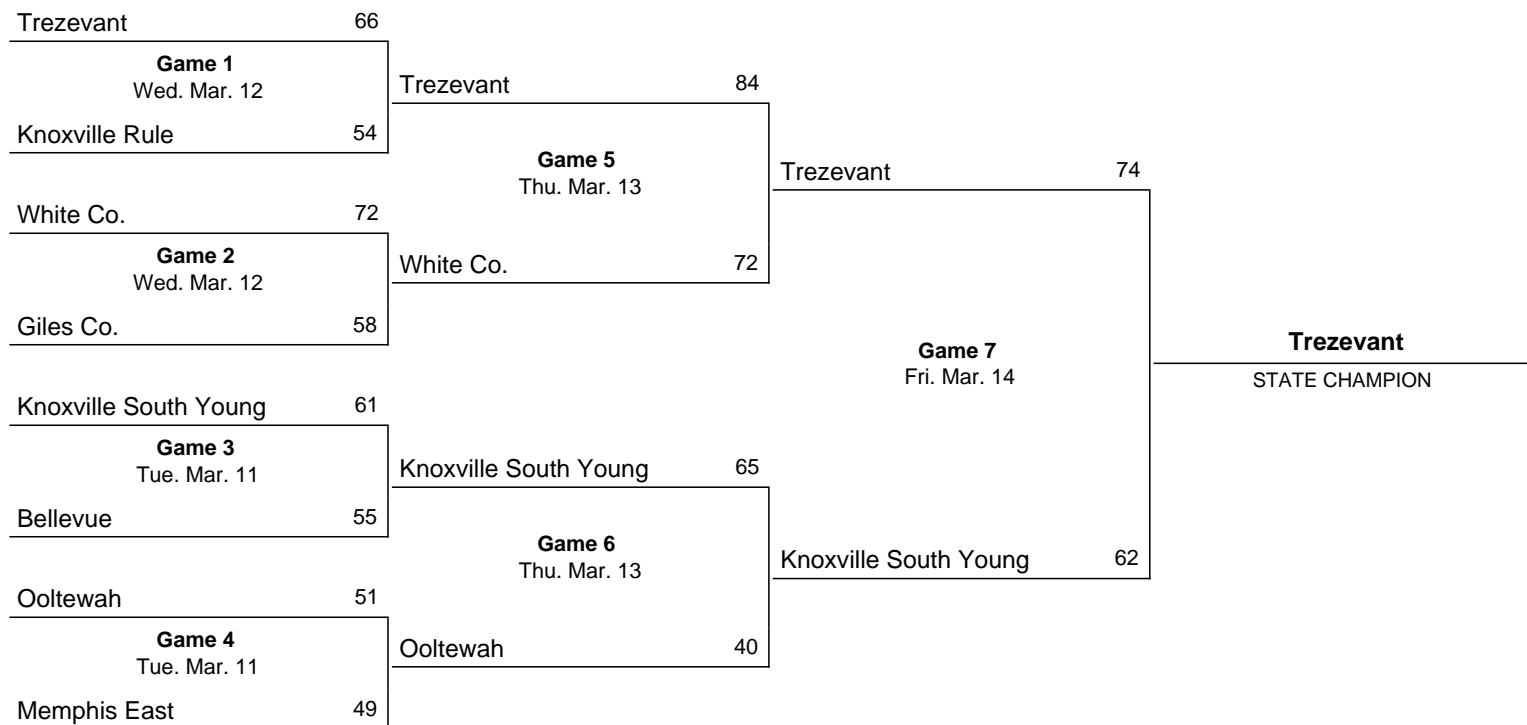 Trezevant 66
Game 1
Wed. Mar. 12
Knoxville Rule 54
White Co. 72
Game 2
Wed. Mar. 12
Giles Co. 58
Knoxville South Young 61
Game 3
Tue. Mar. 11
Bellevue 55
Ooltewah 51
Game 4
Tue. Mar. 11
Memphis East 49
Trezevant 84
Game 5
Thu. Mar. 13
White Co. 72
Knoxville South Young 65
Game 6
Thu. Mar. 13
Ooltewah 40
Trezevant 74
Game 7
Fri. Mar. 14
Knoxville South Young 62
Trezevant
STATE CHAMPION